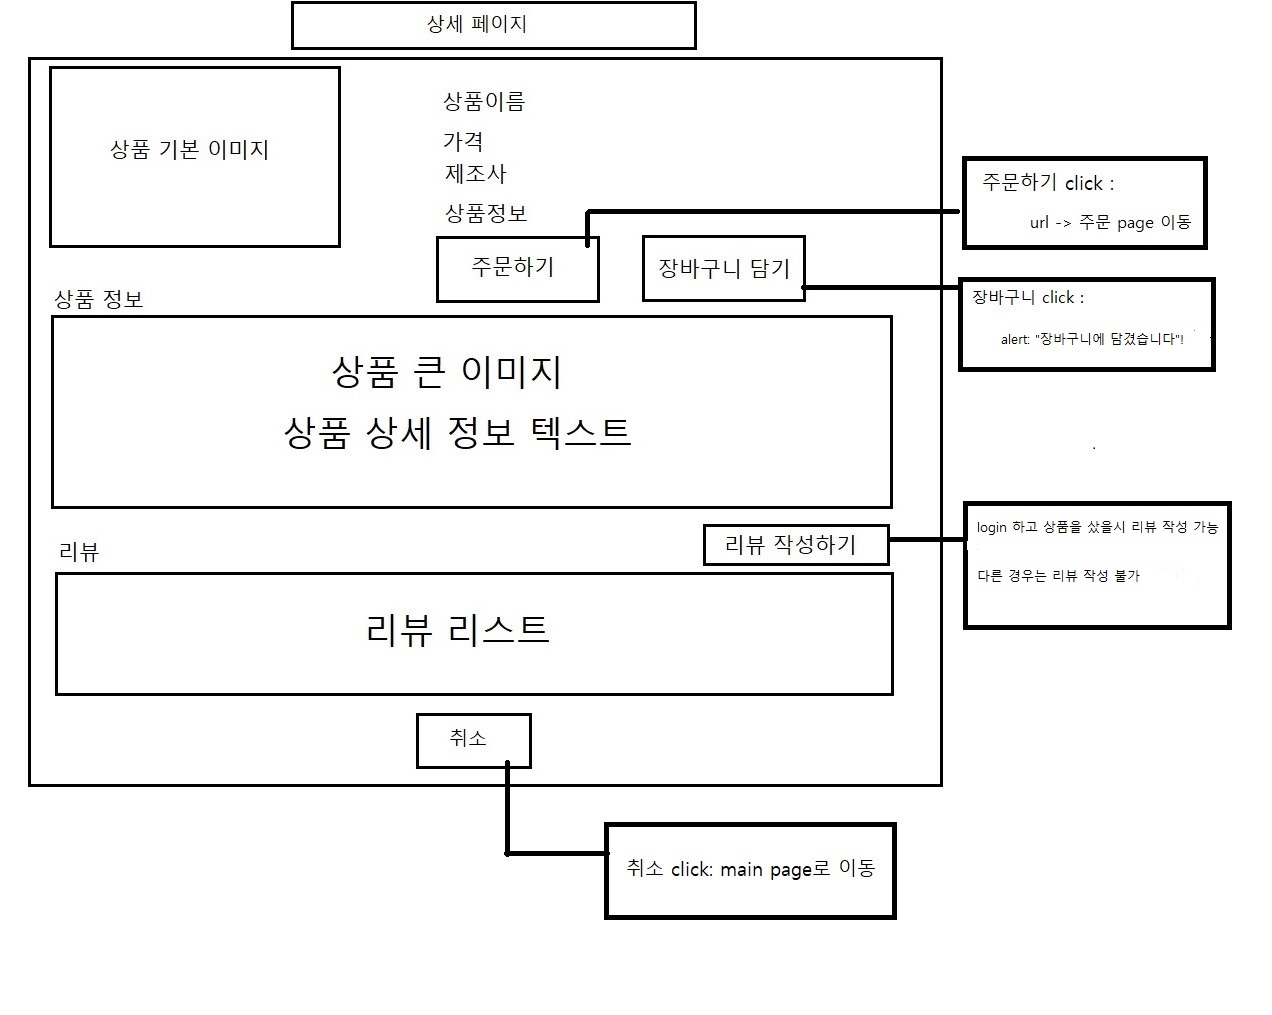 상세 페이지
상품 기본 이미지
상품이름
가격
제조사
상품정보
주문하기
장바구니 담기
주문하기 click :
url -> 주문 page 이동
장바구니 click :
alert: "장바구니에 담겼습니다"!
상품 정보
상품 큰 이미지
상품 상세 정보 텍스트
리뷰
리뷰 작성하기
login 하고 상품을 샀을시 리뷰 작성 가능
다른 경우는 리뷰 작성 불가
리뷰 리스트
취소
취소 click: main page로 이동